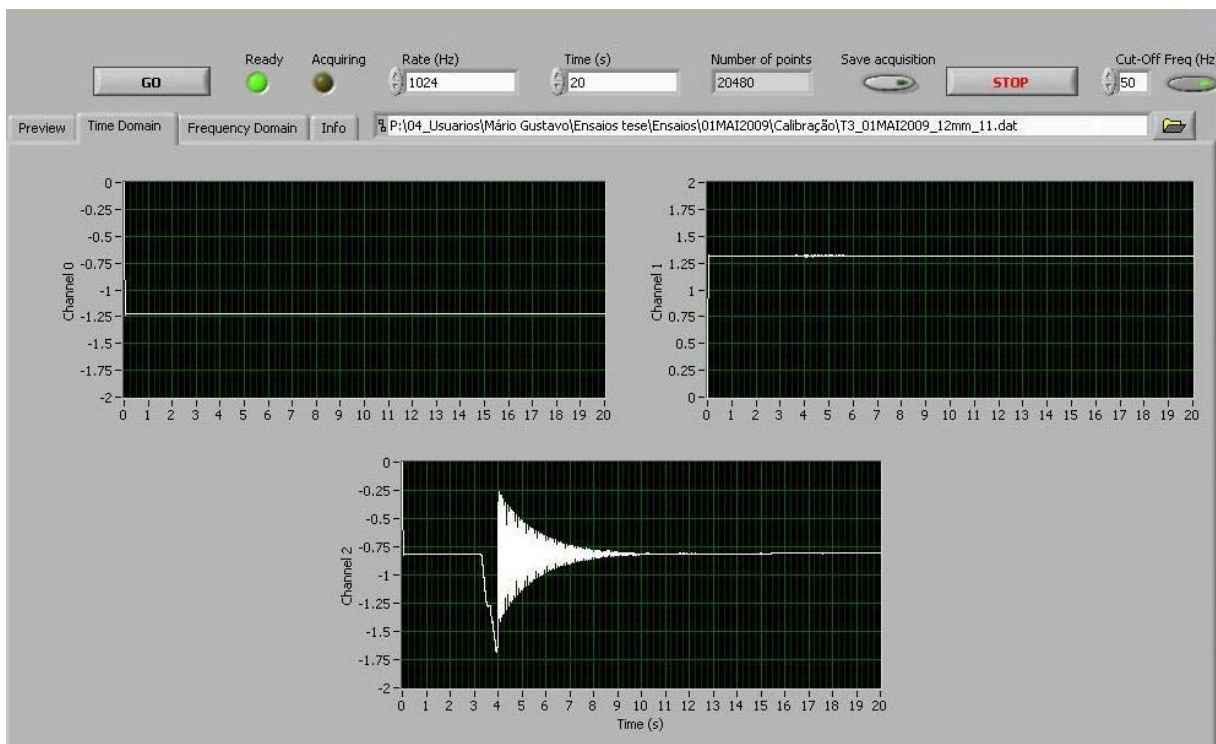 Ready Acquiring Rate (Hz) Time (s) Number of points Save acquisition Cut-Off Freq (Hz
GO 1024 20 20480 STOP 50
Preview Time Domain Frequency Domain Info P:\04_Usuarios\Mário Gustavo\Ensaios tese\Ensaios\01MAI2009\Calibração\T3_01MAI2009_12mm_11.dat
0
-0.25
-0.5
-0.75
-1
-1.25
-1.5
-1.75
-2
Channel 0
0 1 2 3 4 5 6 7 8 9 10 11 12 13 14 15 16 17 18 19 20
2
1.75
1.5
1.25
1
0.75
0.5
0.25
0
Channel 1
0 1 2 3 4 5 6 7 8 9 10 11 12 13 14 15 16 17 18 19 20
0
-0.25
-0.5
-0.75
-1
-1.25
-1.5
-1.75
-2
Channel 2
0 1 2 3 4 5 6 7 8 9 10 11 12 13 14 15 16 17 18 19 20
Time (s)